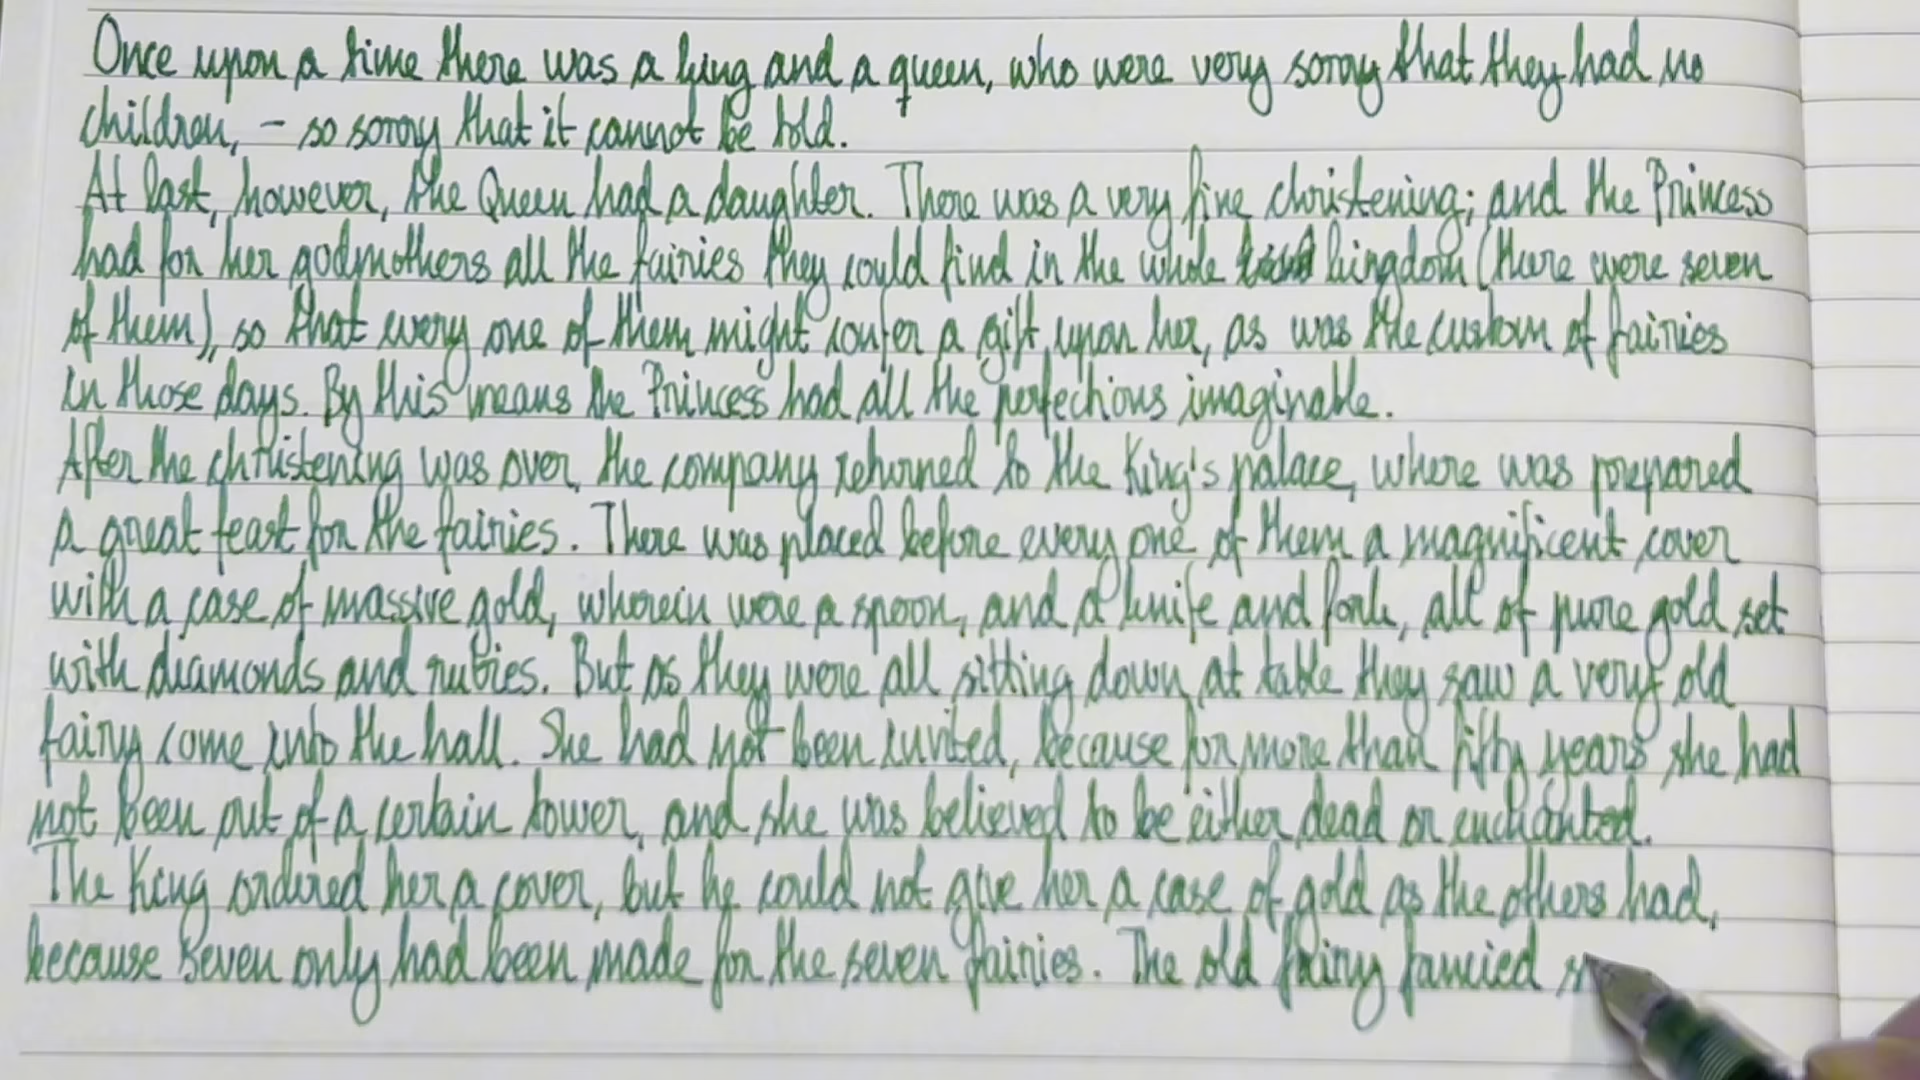 Once upon a time there was a king and a queen, who were very sorry that they had no
children, - so sorry that it cannot be told.
At last, however, the Queen had a daughter. There was a very fine christening; and the Princess
had for her godmothers all the fairies they could find in the whole kingdom (there were seven
of them), so that every one of them might confer a gift upon her, as was the custom of fairies
in those days. By this means the Princess had all the perfections imaginable.
After the christening was over, the company returned to the King's palace, where was prepared
a great feast for the fairies. There was placed before every one of them a magnificent cover
with a case of massive gold, wherein were a spoon, and a knife and fork, all of pure gold set
with diamonds and rubies. But as they were all sitting down at table they saw a very old
fairy come into the hall. She had not been invited, because for more than fifty years she had
not been out of a certain tower, and she was believed to be either dead or enchanted.
The King ordered her a cover, but he could not give her a case of gold as the others had,
because seven only had been made for the seven fairies. The old fairy fancied